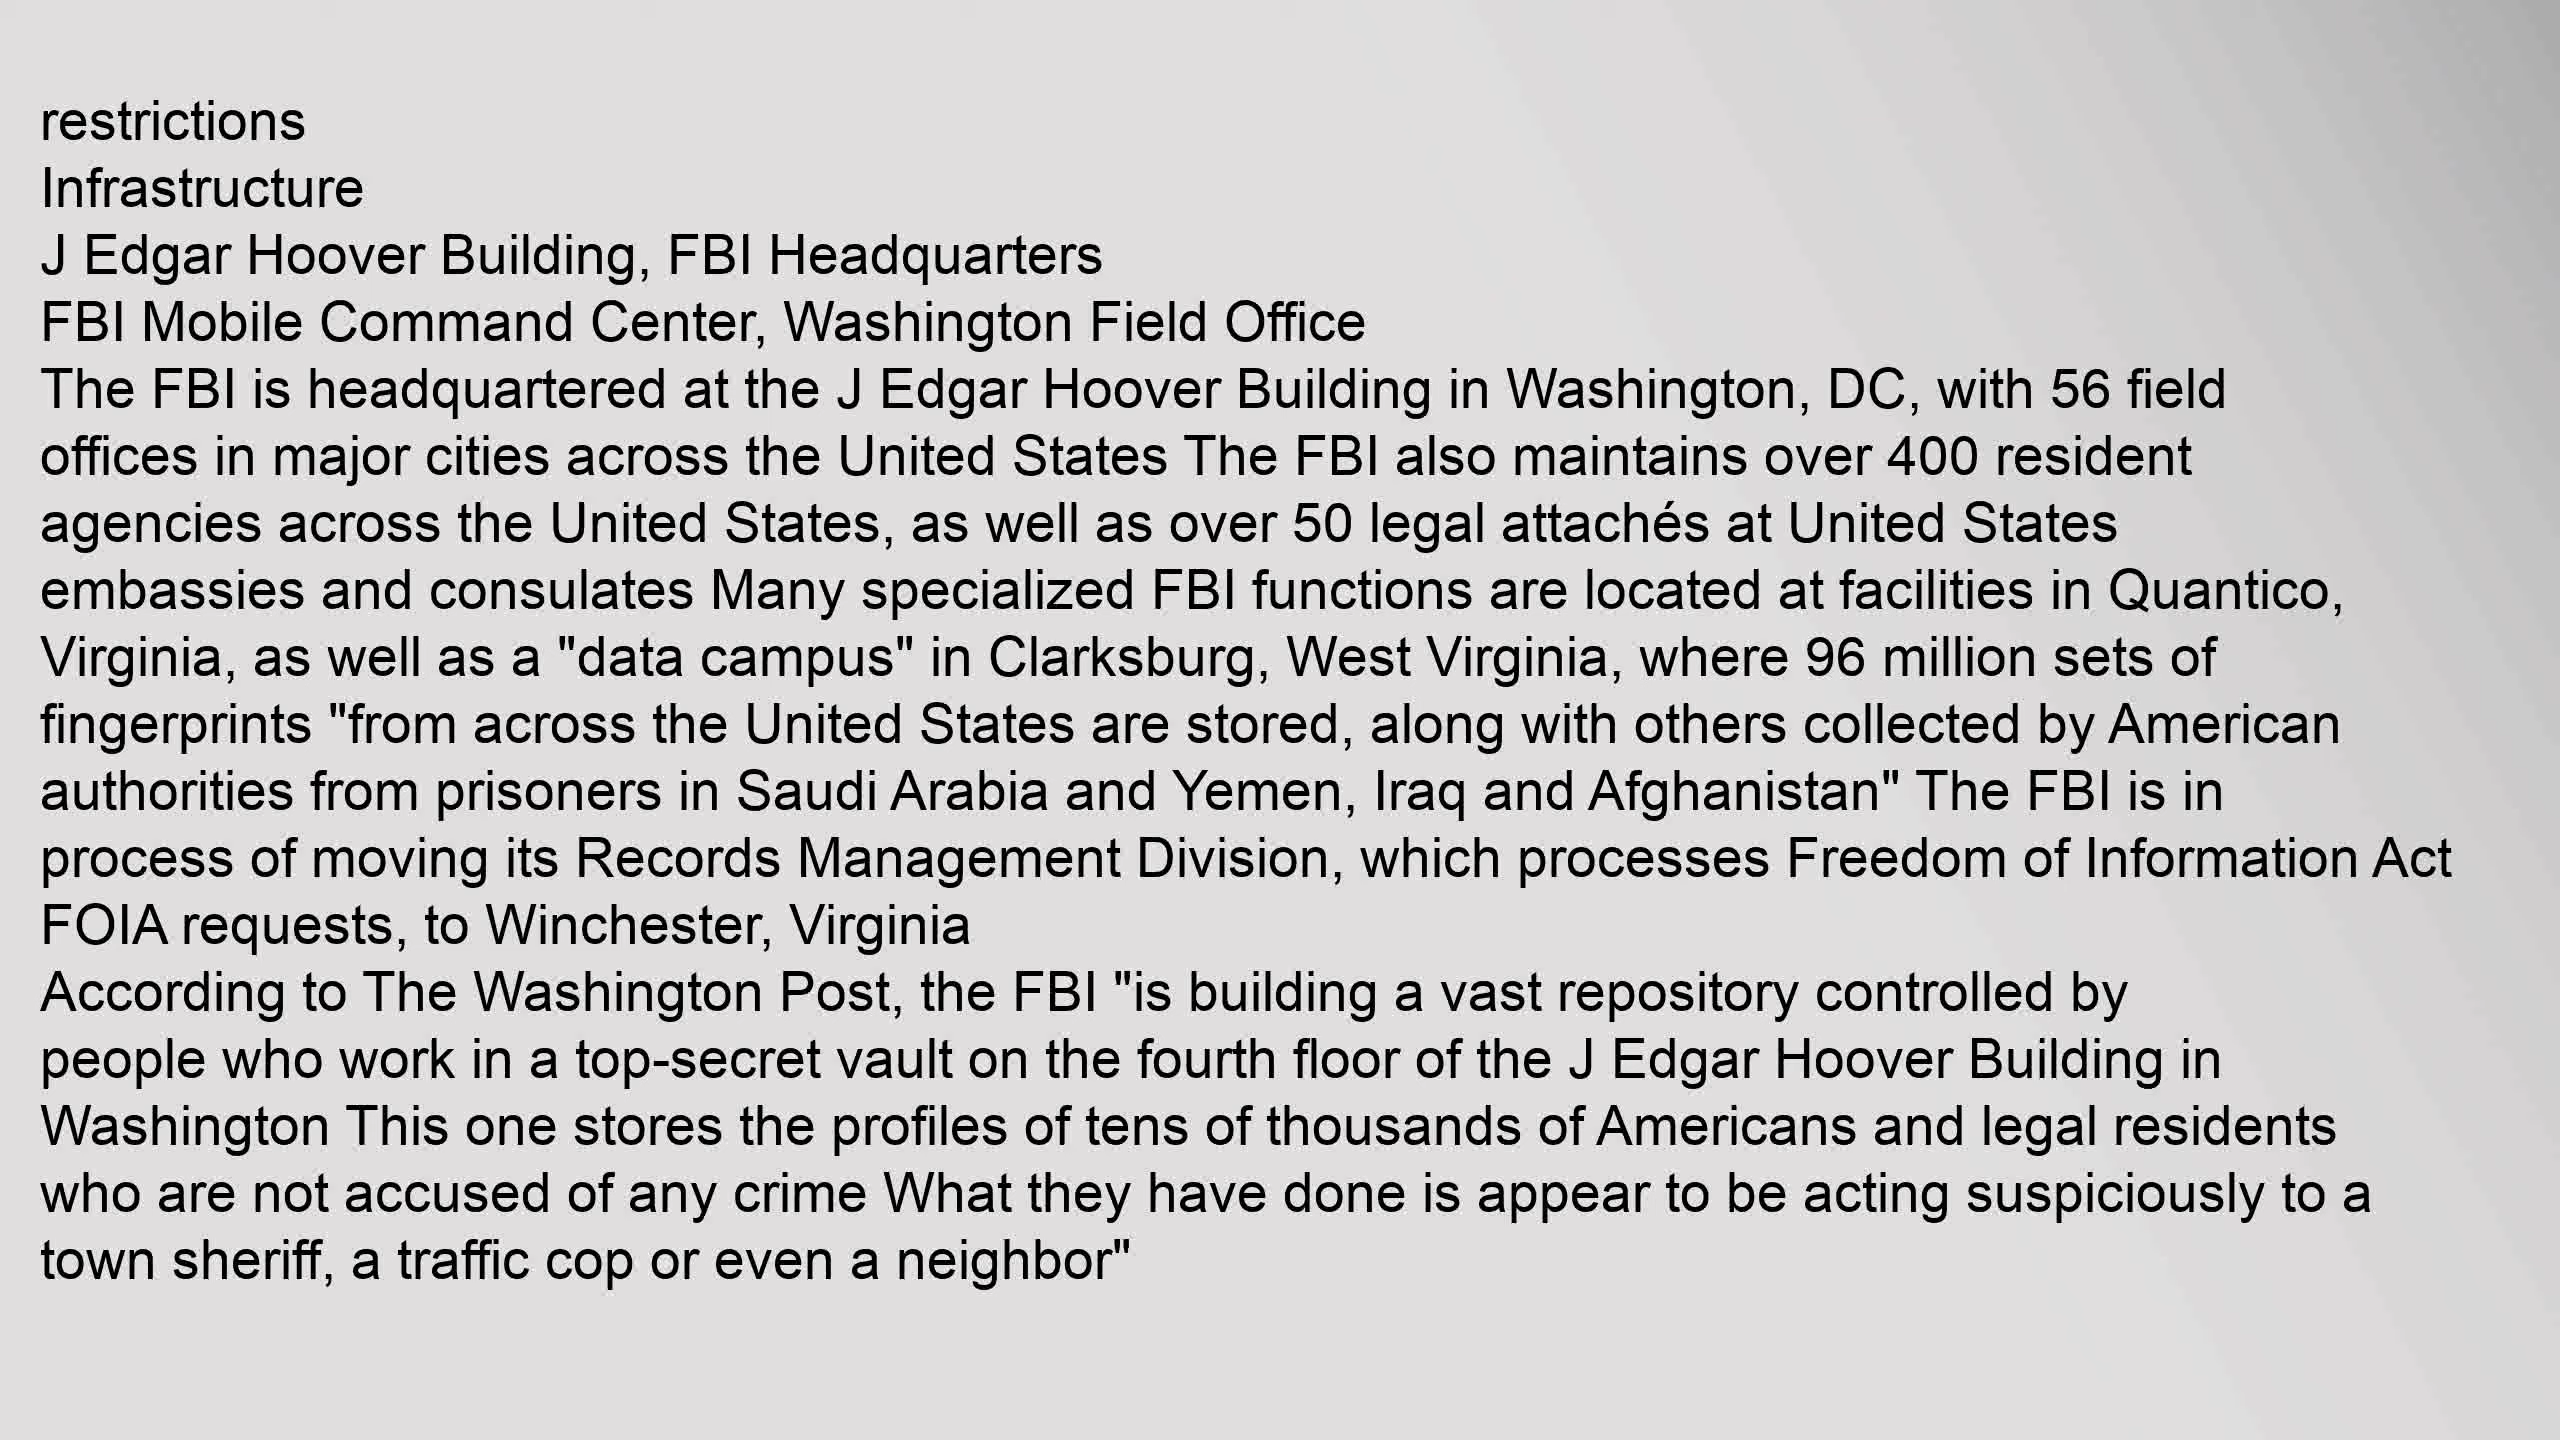 restrictions
Infrastructure
J Edgar Hoover Building, FBI Headquarters
FBI Mobile Command Center, Washington Field Office
The FBI is headquartered at the J Edgar Hoover Building in Washington, DC, with 56 field
offices in major cities across the United States The FBI also maintains over 400 resident
agencies across the United States, as well as over 50 legal attachés at United States
embassies and consulates Many specialized FBI functions are located at facilities in Quantico,
Virginia, as well as a "data campus" in Clarksburg, West Virginia, where 96 million sets of
fingerprints "from across the United States are stored, along with others collected by American
authorities from prisoners in Saudi Arabia and Yemen, Iraq and Afghanistan" The FBI is in
process of moving its Records Management Division, which processes Freedom of Information Act
FOIA requests, to Winchester, Virginia
According to The Washington Post, the FBI "is building a vast repository controlled by
people who work in a top-secret vault on the fourth floor of the J Edgar Hoover Building in
Washington This one stores the profiles of tens of thousands of Americans and legal residents
who are not accused of any crime What they have done is appear to be acting suspiciously to a
town sheriff, a traffic cop or even a neighbor"